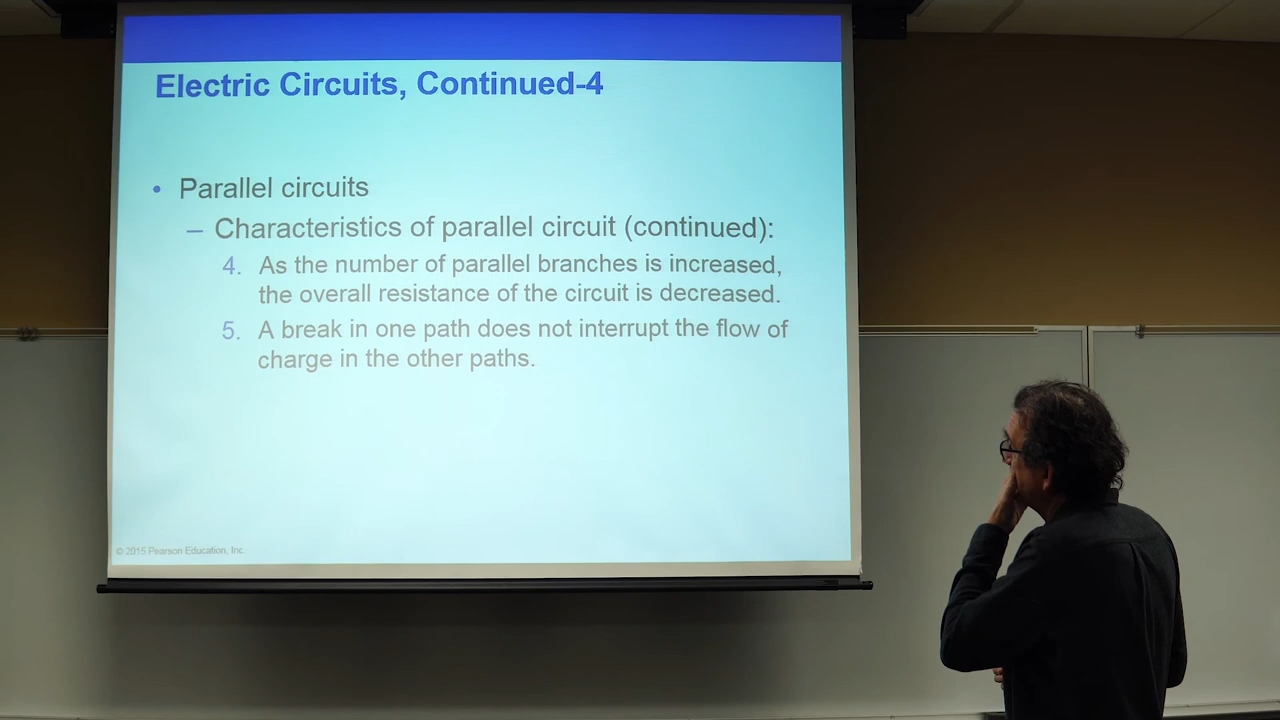 Electric Circuits, Continued-4
• Parallel circuits
– Characteristics of parallel circuit (continued):
4. As the number of parallel branches is increased,
the overall resistance of the circuit is decreased.
5. A break in one path does not interrupt the flow of
charge in the other paths.
© 2015 Pearson Education, Inc.